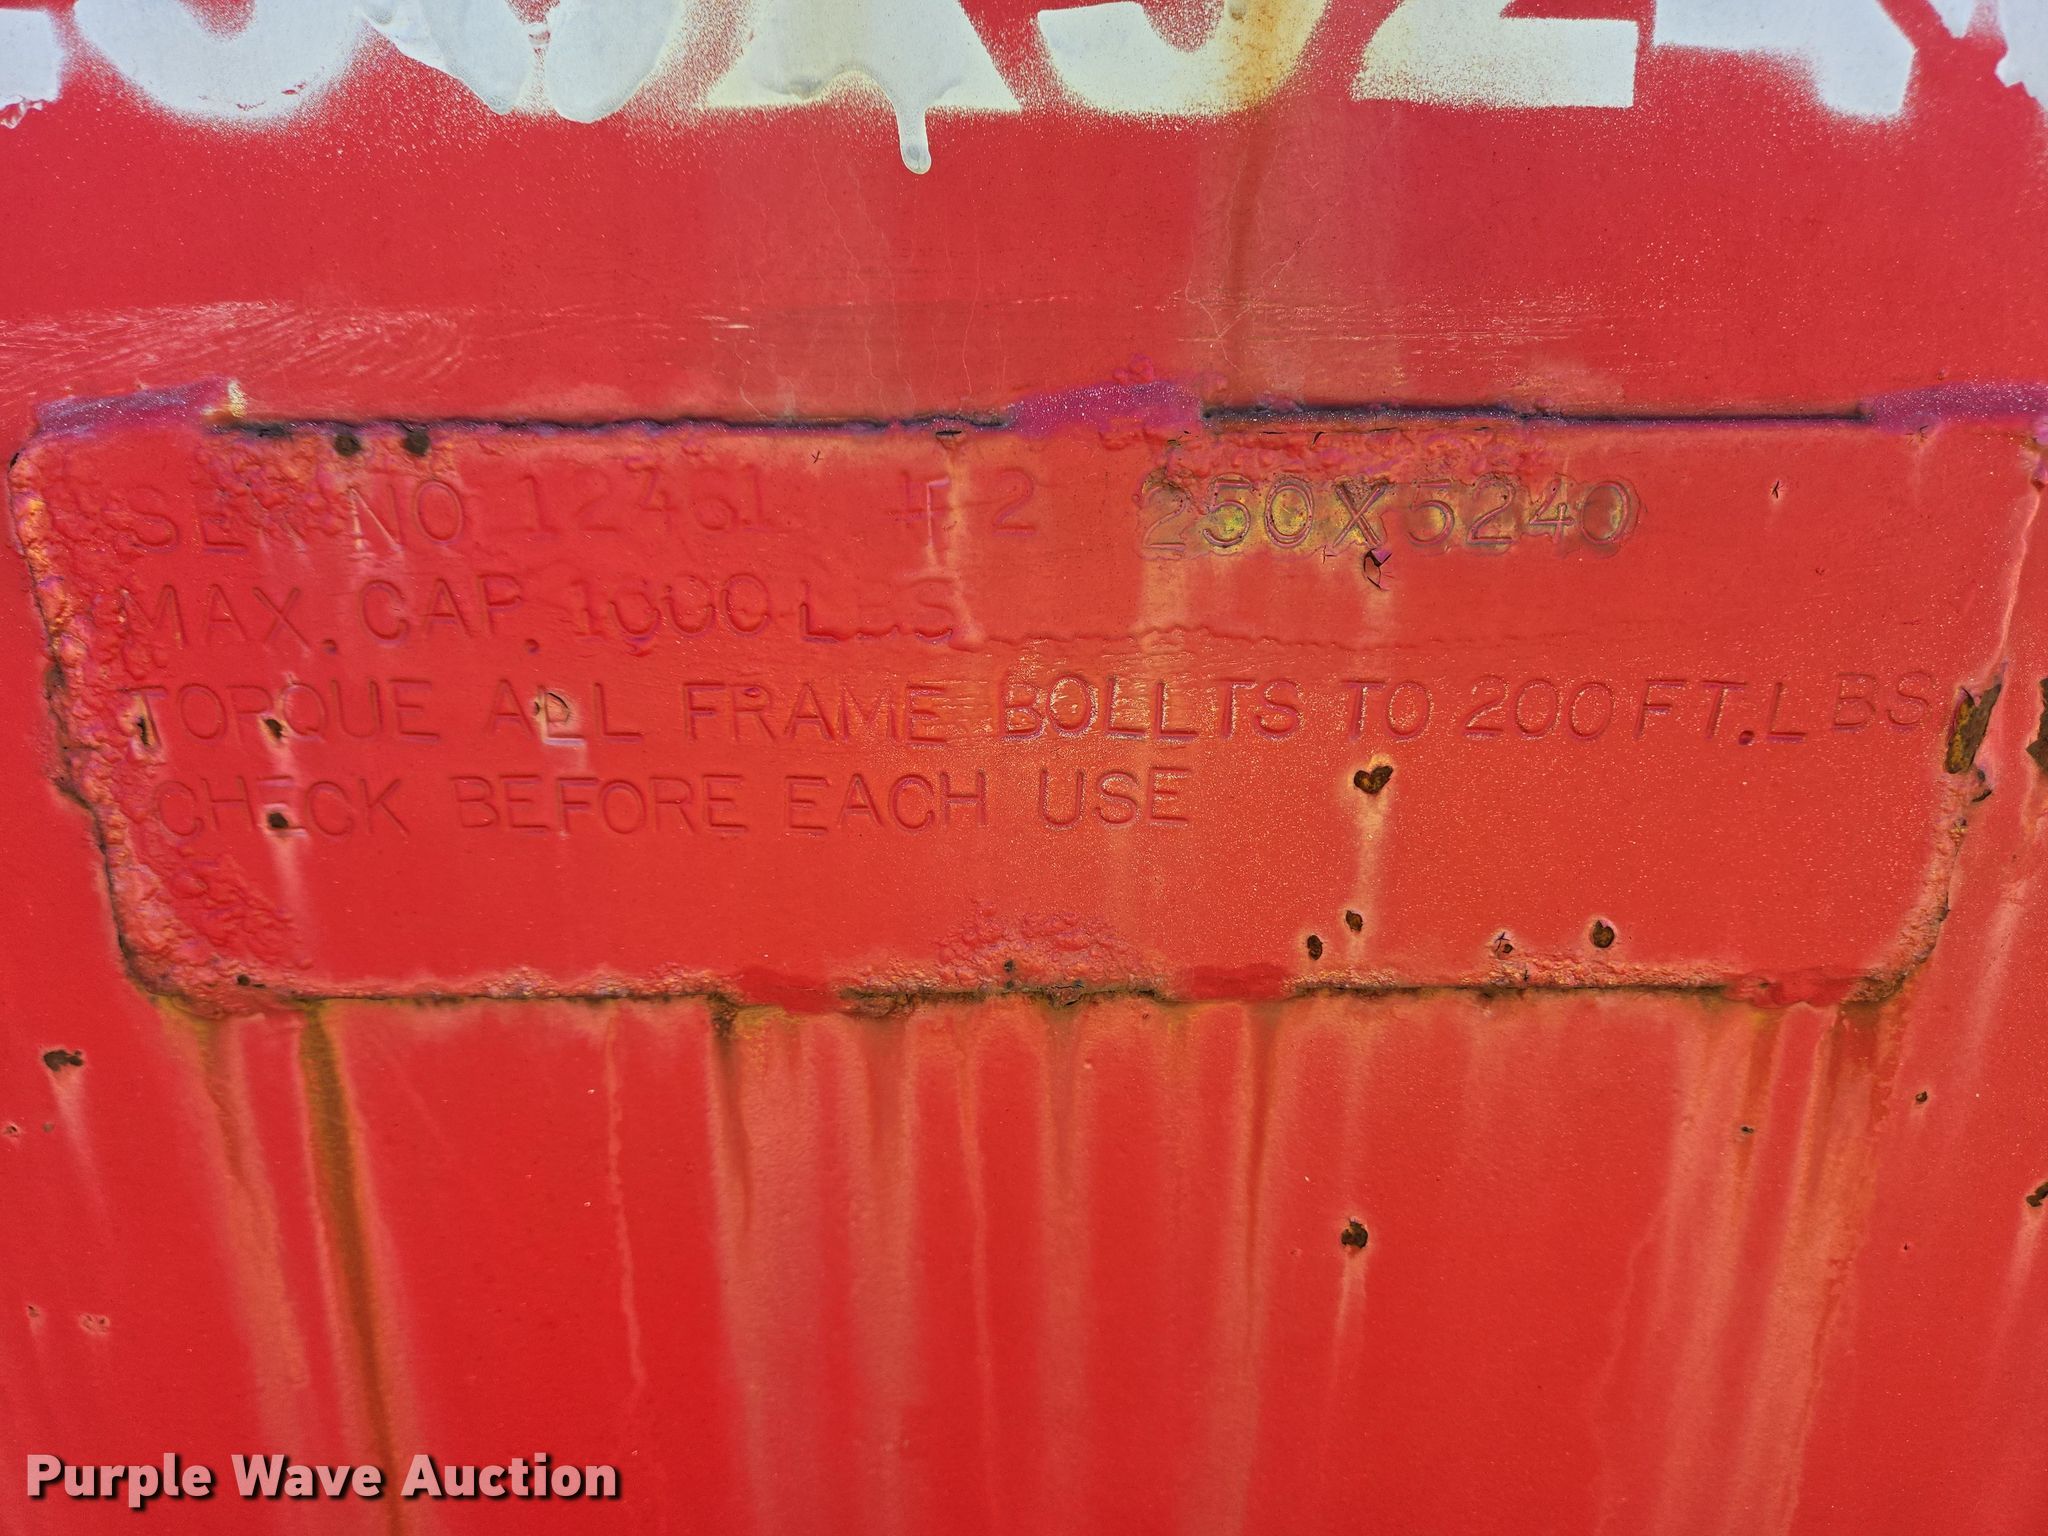 SER NO 12461 H-2 250X5240
MAX. CAP. 1000 LBS
TORQUE ALL FRAME BOLLTS TO 200 FT. LBS
CHECK BEFORE EACH USE
Purple Wave Auction